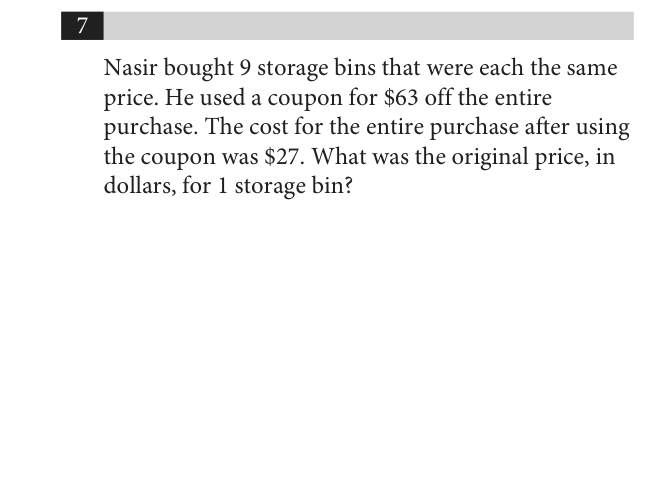 7
Nasir bought 9 storage bins that were each the same
price. He used a coupon for $63 off the entire
purchase. The cost for the entire purchase after using
the coupon was $27. What was the original price, in
dollars, for 1 storage bin?